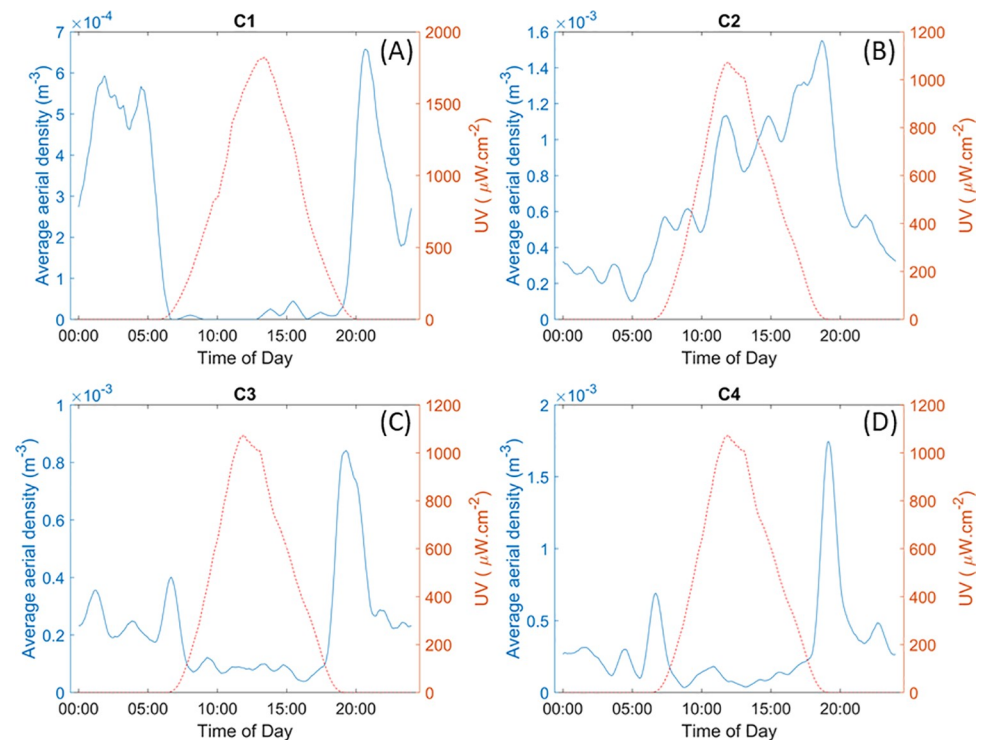 C1
×10⁻⁴
(A)
7
6
5
4
3
2
1
0
Average aerial density (m⁻³)
2000
1500
1000
500
0
UV ( μW.cm⁻²)
00:00 05:00 10:00 15:00 20:00
Time of Day
C2
×10⁻³
(B)
1.6
1.4
1.2
1
0.8
0.6
0.4
0.2
0
Average aerial density (m⁻³)
1200
1000
800
600
400
200
0
UV ( μW.cm⁻²)
00:00 05:00 10:00 15:00 20:00
Time of Day
C3
×10⁻³
(C)
1
0.8
0.6
0.4
0.2
0
Average aerial density (m⁻³)
1200
1000
800
600
400
200
0
UV ( μW.cm⁻²)
00:00 05:00 10:00 15:00 20:00
Time of Day
C4
×10⁻³
(D)
2
1.5
1
0.5
0
Average aerial density (m⁻³)
1200
1000
800
600
400
200
0
UV ( μW.cm⁻²)
00:00 05:00 10:00 15:00 20:00
Time of Day